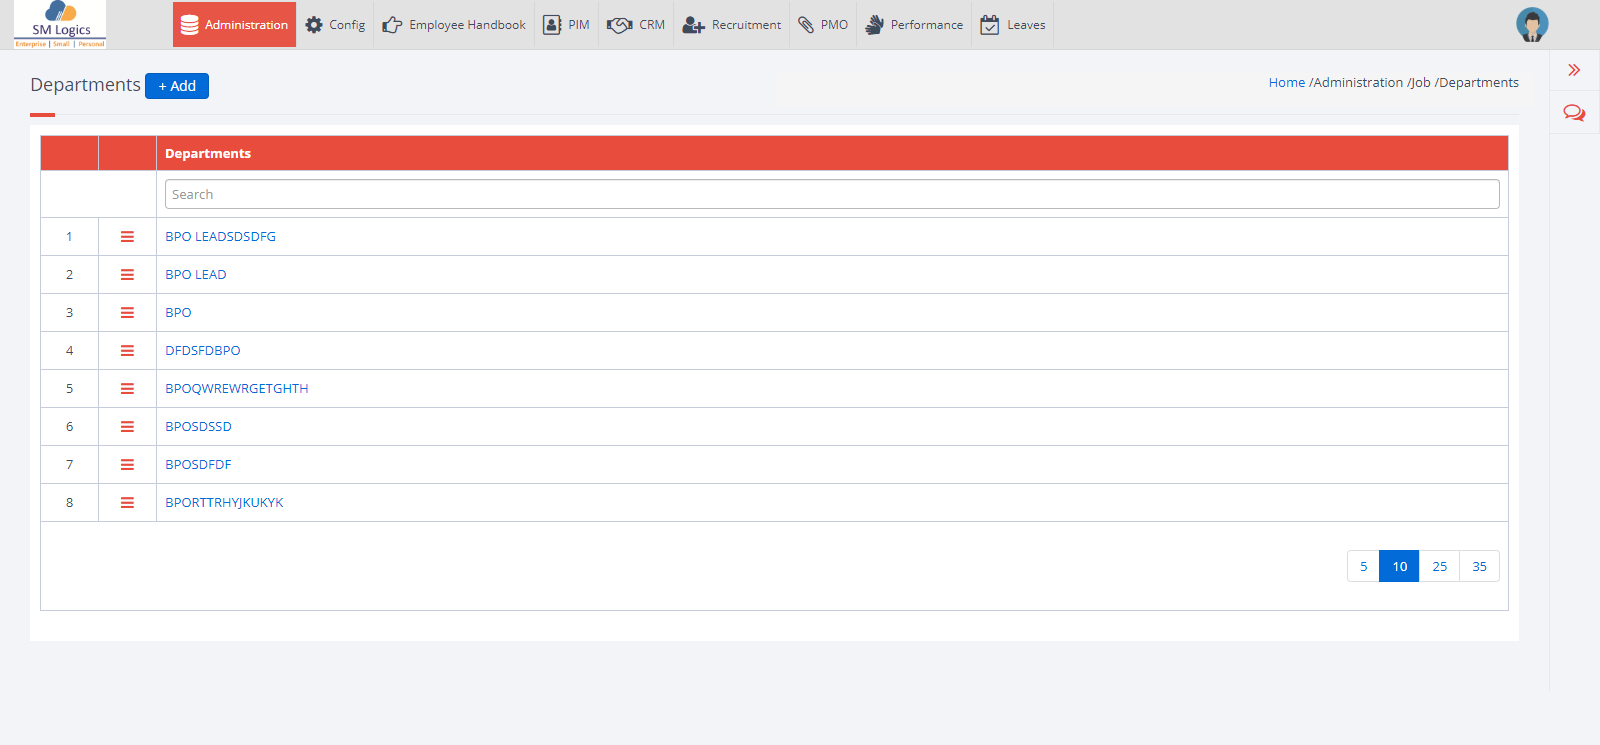 SM Logics
Enterprise | Small | Personal
Administration Config Employee Handbook PIM CRM Recruitment PMO Performance Leaves
Departments + Add
Home /Administration /Job /Departments
Departments
Search
1 BPO LEADSDSDFG
2 BPO LEAD
3 BPO
4 DFDSFDBPO
5 BPOQWREWRGETGHTH
6 BPOSDSSD
7 BPOSDFDF
8 BPORTTRHYJKUKYK
5 10 25 35